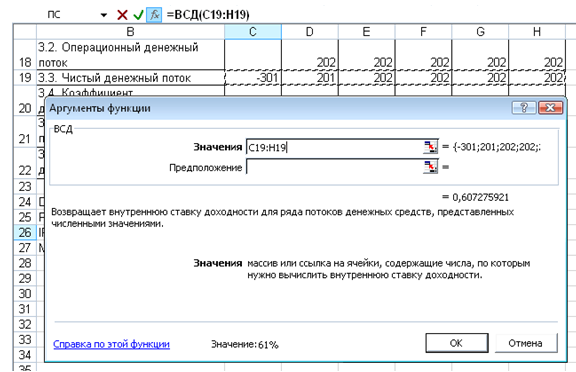 ПС =ВСД(C19:H19)
B C D E F G H
3.2. Операционный денежный
18 поток 202 202 202 202 202
19 3.3. Чистый денежный поток -301 201 202 202 202 202
3.4. Коэффициент
20
Аргументы функции
21
ВСД
22
Значения C19:H19 = {-301;201;202;202;
Предположение =
23
24 = 0,607275921
25 Возвращает внутреннюю ставку доходности для ряда потоков денежных средств, представленных
26 численными значениями.
27
28 Значения массив или ссылка на ячейки, содержащие числа, по которым
29 нужно вычислить внутреннюю ставку доходности.
30
31
32
33 Справка по этой функции Значение:61% ОК Отмена
34
35